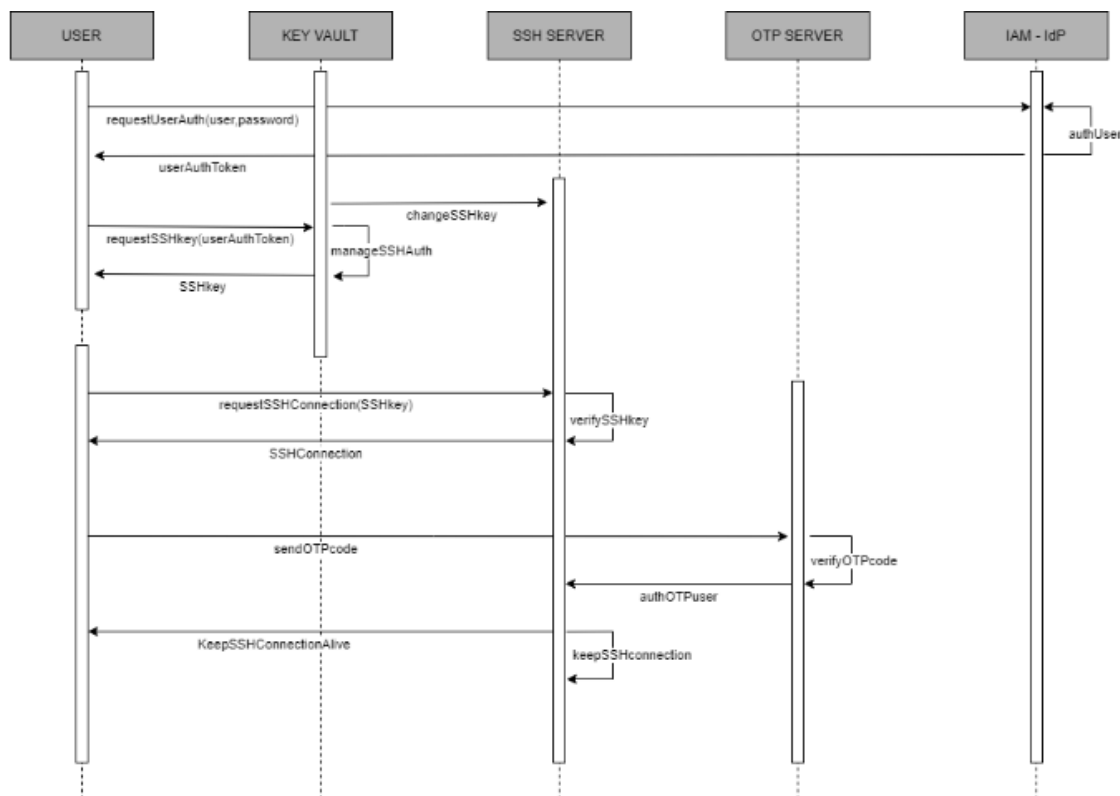 USER
KEY VAULT
SSH SERVER
OTP SERVER
IAM - IdP
requestUserAuth(user,password)
authUser
userAuthToken
changeSSHkey
requestSSHkey(userAuthToken)
manageSSHAuth
SSHkey
requestSSHConnection(SSHkey)
verifySSHkey
SSHConnection
sendOTPcode
verifyOTPcode
authOTPuser
KeepSSHConnectionAlive
keepSSHconnection